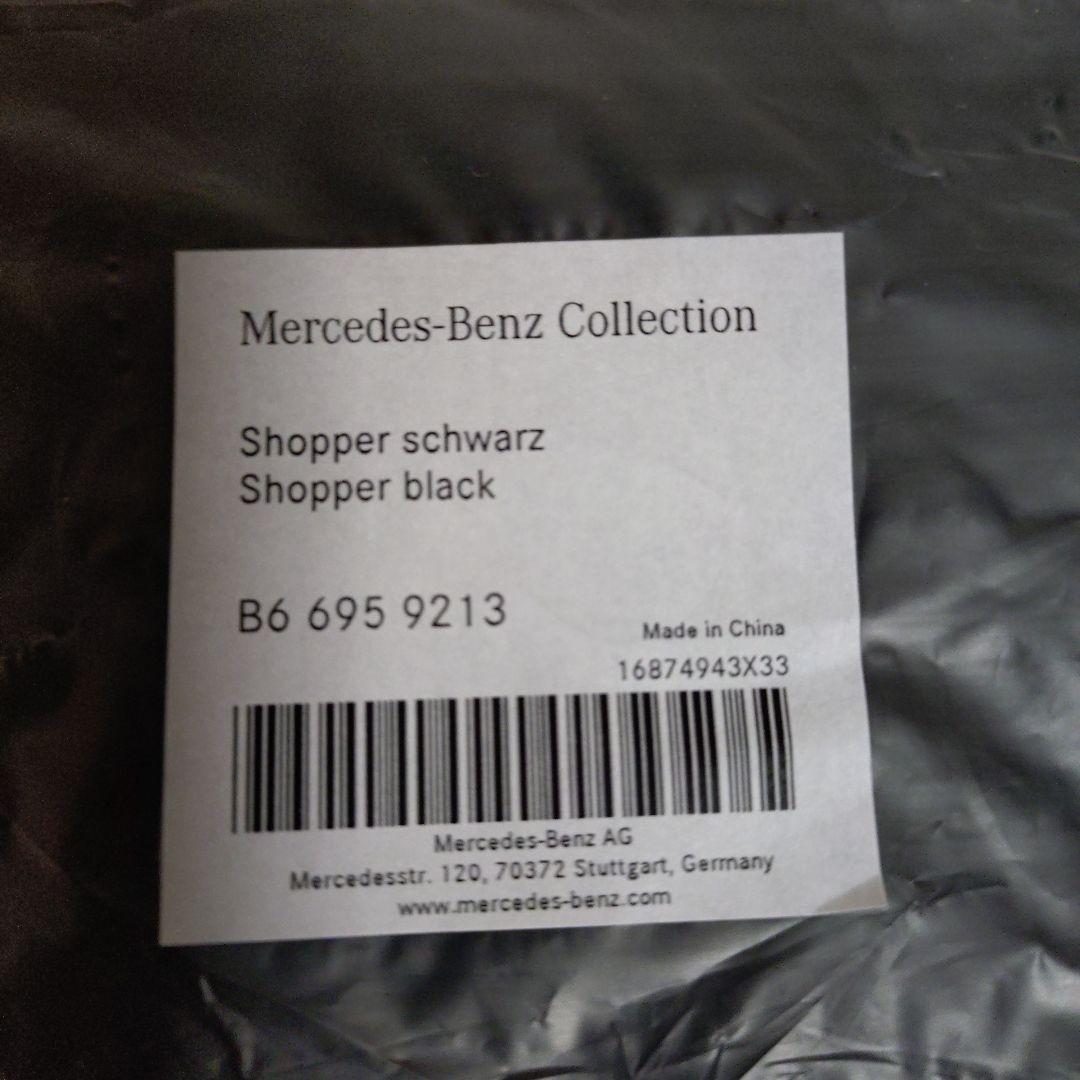 Mercedes-Benz Collection
Shopper schwarz
Shopper black
B6 695 9213
Made in China
16874943X33
Mercedes-Benz AG
Mercedesstr. 120, 70372 Stuttgart, Germany
www.mercedes-benz.com